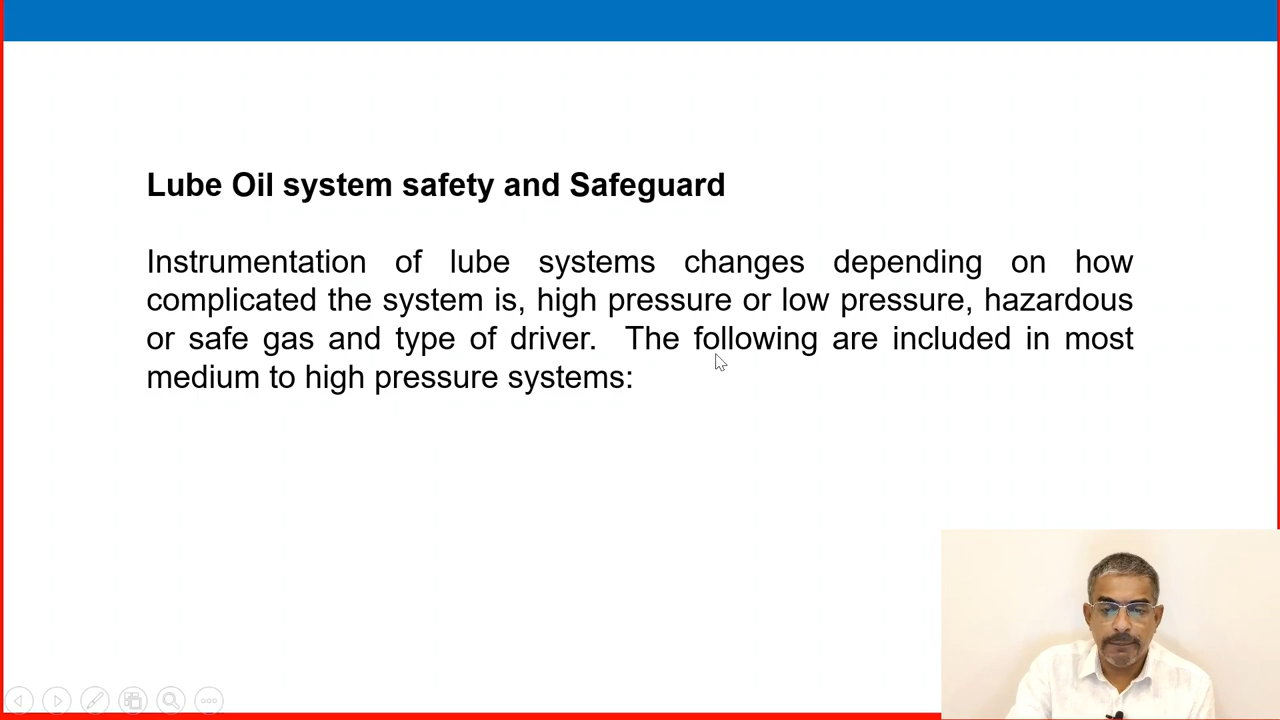 Lube Oil system safety and Safeguard
Instrumentation of lube systems changes depending on how
complicated the system is, high pressure or low pressure, hazardous
or safe gas and type of driver. The following are included in most
medium to high pressure systems: